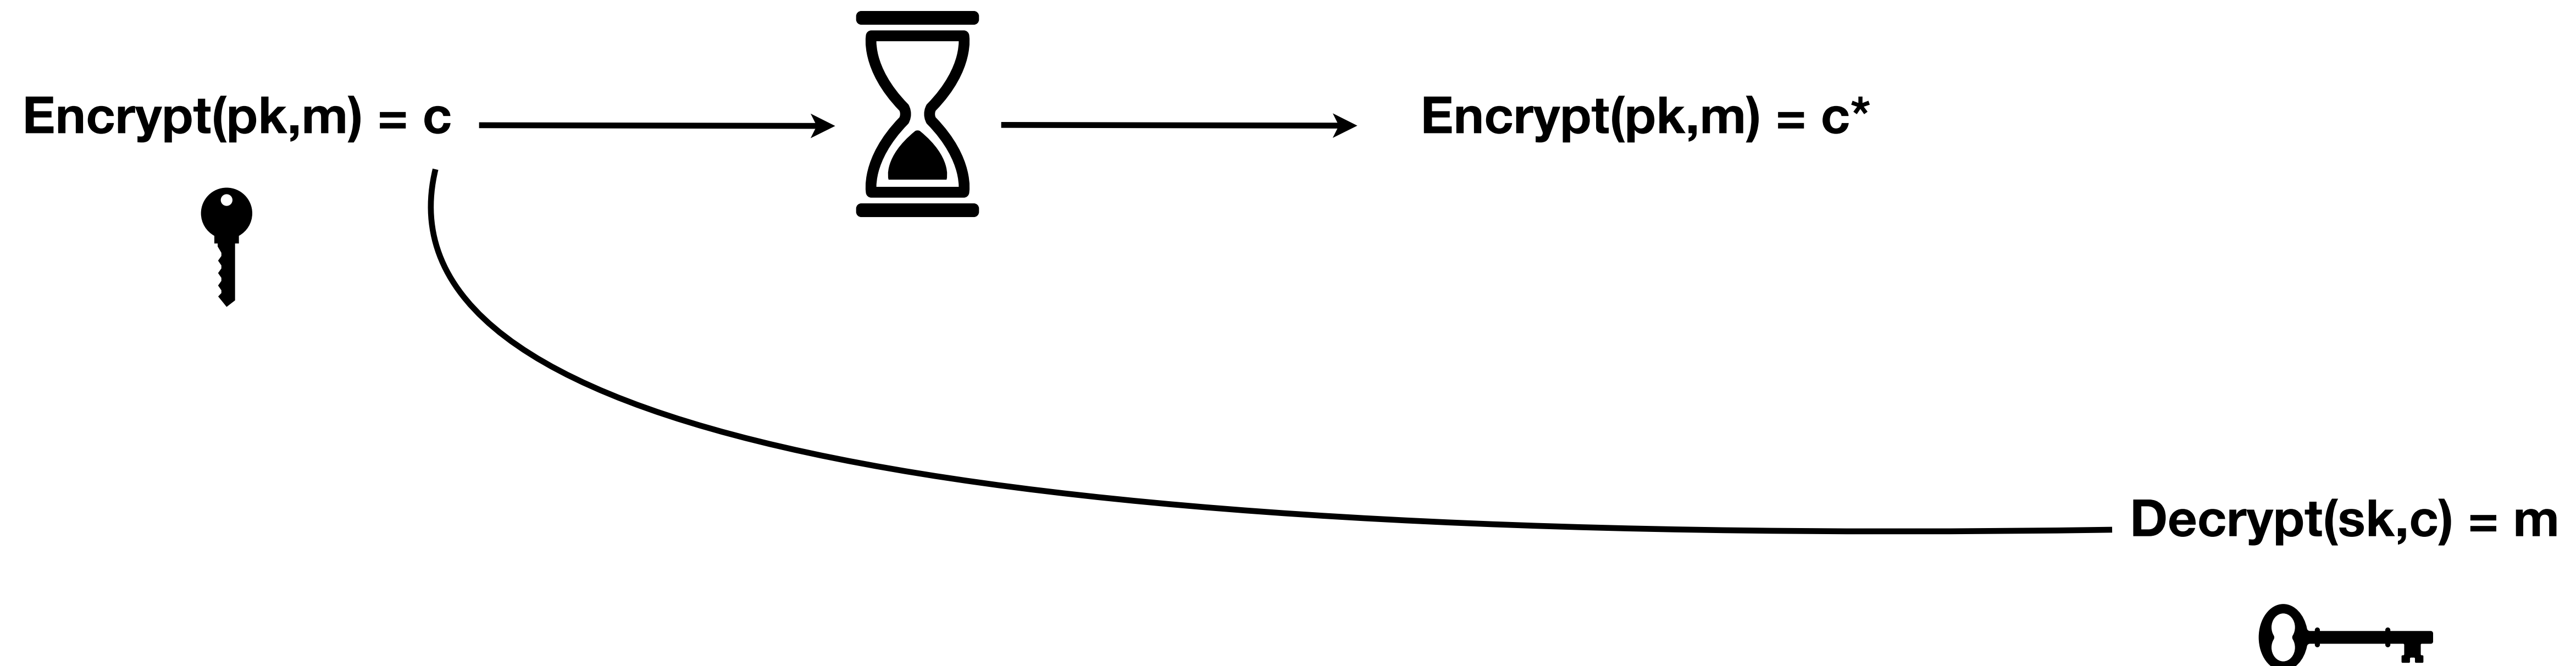 Encrypt(pk,m) = c
Encrypt(pk,m) = c*
Decrypt(sk,c) = m